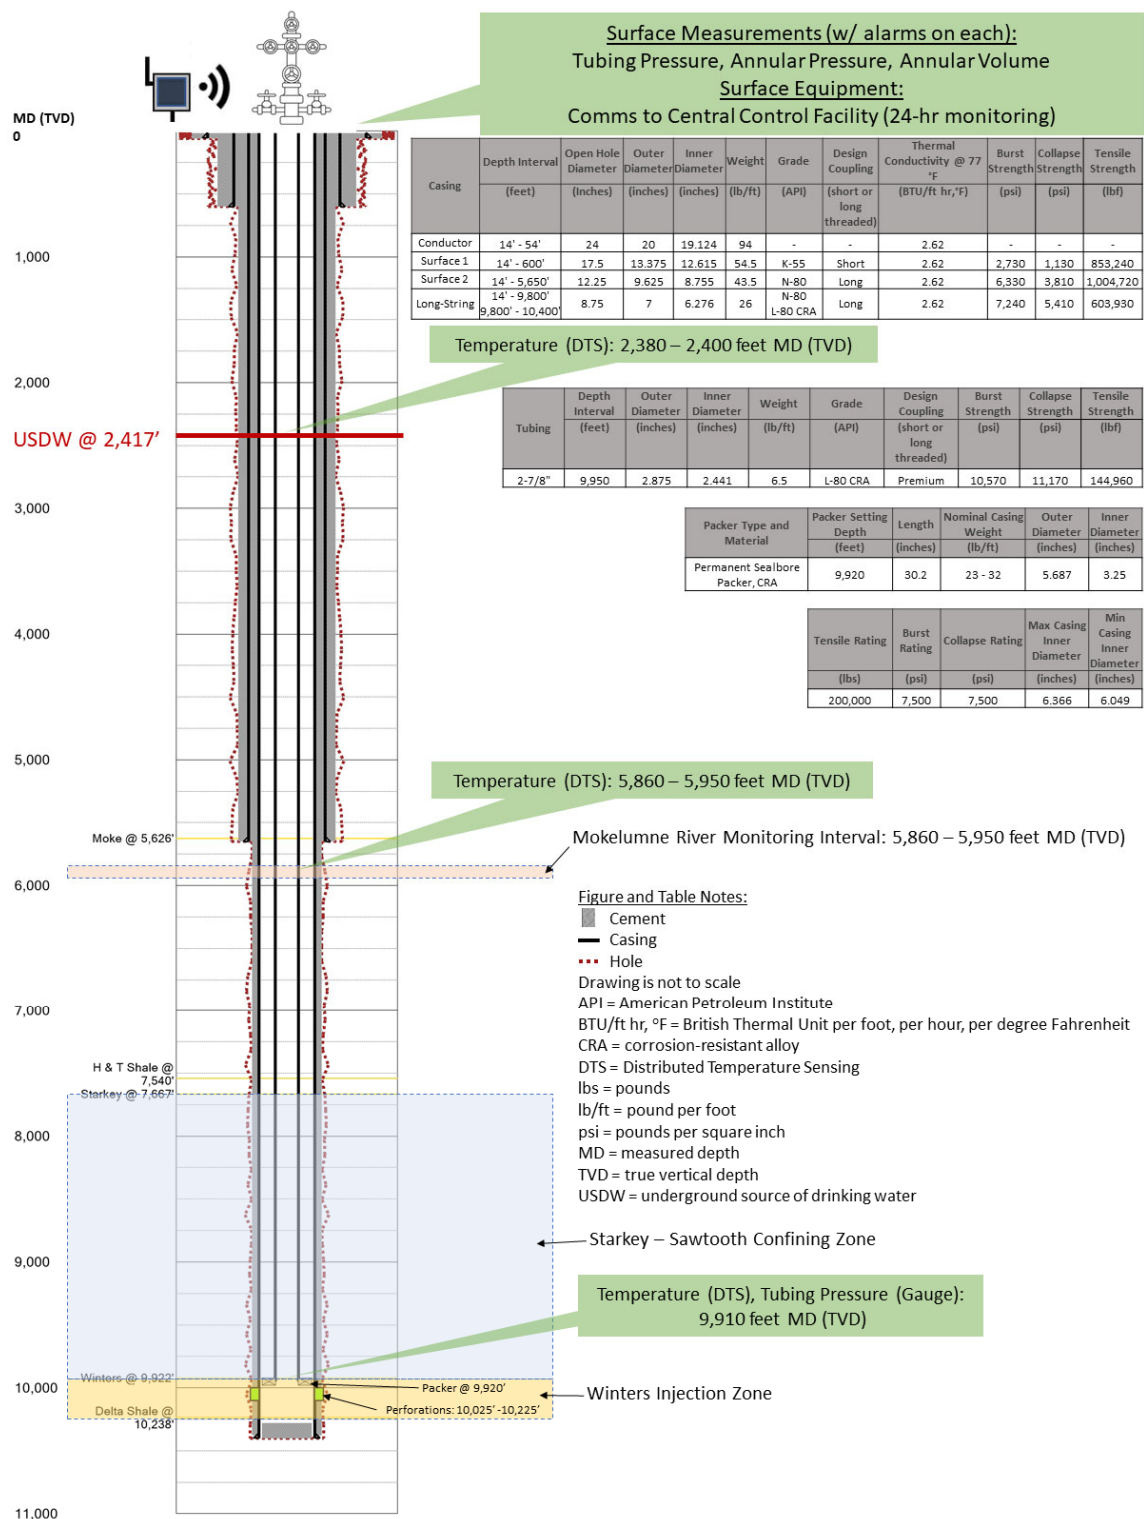 Surface Measurements (w/ alarms on each):
Tubing Pressure, Annular Pressure, Annular Volume
Surface Equipment:
Comms to Central Control Facility (24-hr monitoring)
MD (TVD)
0
Casing Depth Interval Open Hole Diameter Outer Diameter Inner Diameter Weight Grade Design Coupling Thermal Conductivity @ 77 °F Burst Strength Collapse Strength Tensile Strength
(feet) (Inches) (inches) (inches) (lb/ft) (API) (short or long threaded) (BTU/ft hr,°F) (psi) (psi) (lbf)
Conductor 14' - 54' 24 20 19.124 94 - - 2.62 - - -
Surface 1 14' - 600' 17.5 13.375 12.615 54.5 K-55 Short 2.62 2,730 1,130 853,240
Surface 2 14' - 5,650' 12.25 9.625 8.755 43.5 N-80 Long 2.62 6,330 3,810 1,004,720
Long-String 14' - 9,800' 9,800' - 10,400' 8.75 7 6.276 26 N-80 L-80 CRA Long 2.62 7,240 5,410 603,930
1,000
Temperature (DTS): 2,380 – 2,400 feet MD (TVD)
2,000
USDW @ 2,417’
Tubing Depth Interval Outer Diameter Inner Diameter Weight Grade Design Coupling Burst Strength Collapse Strength Tensile Strength
(feet) (inches) (inches) (lb/ft) (API) (short or long threaded) (psi) (psi) (lbf)
2-7/8" 9,950 2.875 2.441 6.5 L-80 CRA Premium 10,570 11,170 144,960
3,000
Packer Type and Material Packer Setting Depth Length Nominal Casing Weight Outer Diameter Inner Diameter
(feet) (inches) (lb/ft) (inches) (inches)
Permanent Sealbore Packer, CRA 9,920 30.2 23 - 32 5.687 3.25
4,000
Tensile Rating Burst Rating Collapse Rating Max Casing Inner Diameter Min Casing Inner Diameter
(lbs) (psi) (psi) (inches) (inches)
200,000 7,500 7,500 6.366 6.049
5,000
Temperature (DTS): 5,860 – 5,950 feet MD (TVD)
Moke @ 5,626'
Mokelumne River Monitoring Interval: 5,860 – 5,950 feet MD (TVD)
6,000
Figure and Table Notes:
Cement
Casing
Hole
Drawing is not to scale
API = American Petroleum Institute
BTU/ft hr, °F = British Thermal Unit per foot, per hour, per degree Fahrenheit
CRA = corrosion-resistant alloy
DTS = Distributed Temperature Sensing
lbs = pounds
lb/ft = pound per foot
psi = pounds per square inch
MD = measured depth
TVD = true vertical depth
USDW = underground source of drinking water
7,000
H & T Shale @
7,540'
Starkey @ 7,667'
8,000
Starkey – Sawtooth Confining Zone
9,000
Temperature (DTS), Tubing Pressure (Gauge):
9,910 feet MD (TVD)
Winters @ 9,922'
10,000
Packer @ 9,920’
Winters Injection Zone
Perforations: 10,025’ -10,225’
Delta Shale @
10,238'
11,000